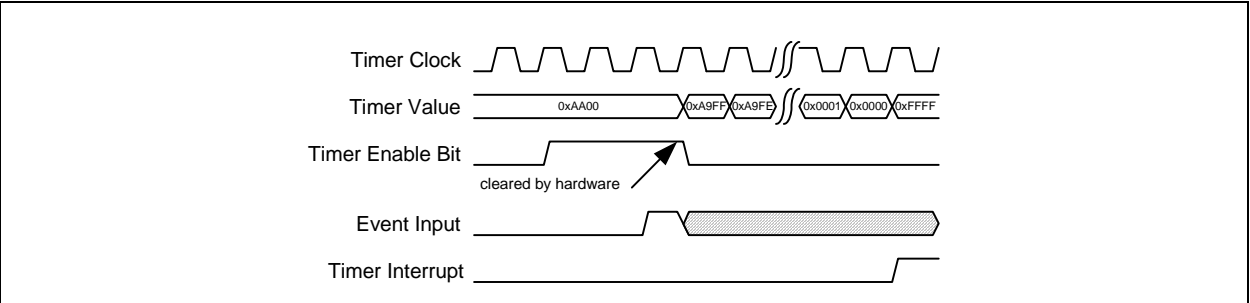 Timer Clock
Timer Value 0xAA00 0xA9FF 0xA9FE 0x0001 0x0000 0xFFFF
Timer Enable Bit
cleared by hardware
Event Input
Timer Interrupt